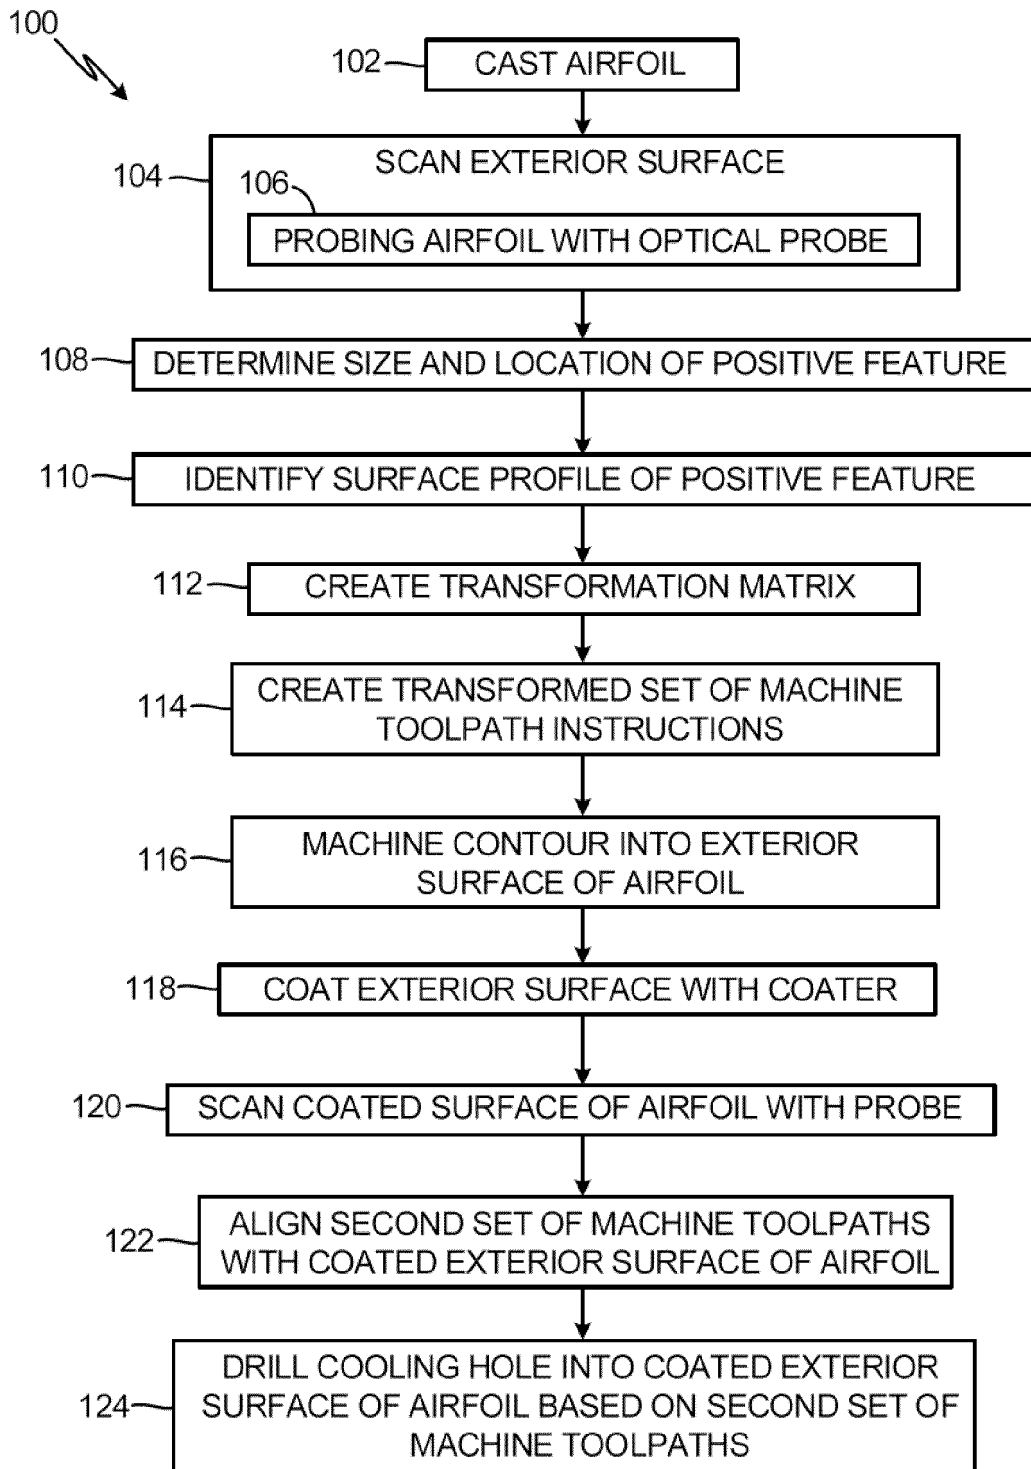 100
102
CAST AIRFOIL
104
SCAN EXTERIOR SURFACE
106
PROBING AIRFOIL WITH OPTICAL PROBE
108
DETERMINE SIZE AND LOCATION OF POSITIVE FEATURE
110
IDENTIFY SURFACE PROFILE OF POSITIVE FEATURE
112
CREATE TRANSFORMATION MATRIX
114
CREATE TRANSFORMED SET OF MACHINE
TOOLPATH INSTRUCTIONS
116
MACHINE CONTOUR INTO EXTERIOR
SURFACE OF AIRFOIL
118
COAT EXTERIOR SURFACE WITH COATER
120
SCAN COATED SURFACE OF AIRFOIL WITH PROBE
122
ALIGN SECOND SET OF MACHINE TOOLPATHS
WITH COATED EXTERIOR SURFACE OF AIRFOIL
124
DRILL COOLING HOLE INTO COATED EXTERIOR
SURFACE OF AIRFOIL BASED ON SECOND SET OF
MACHINE TOOLPATHS